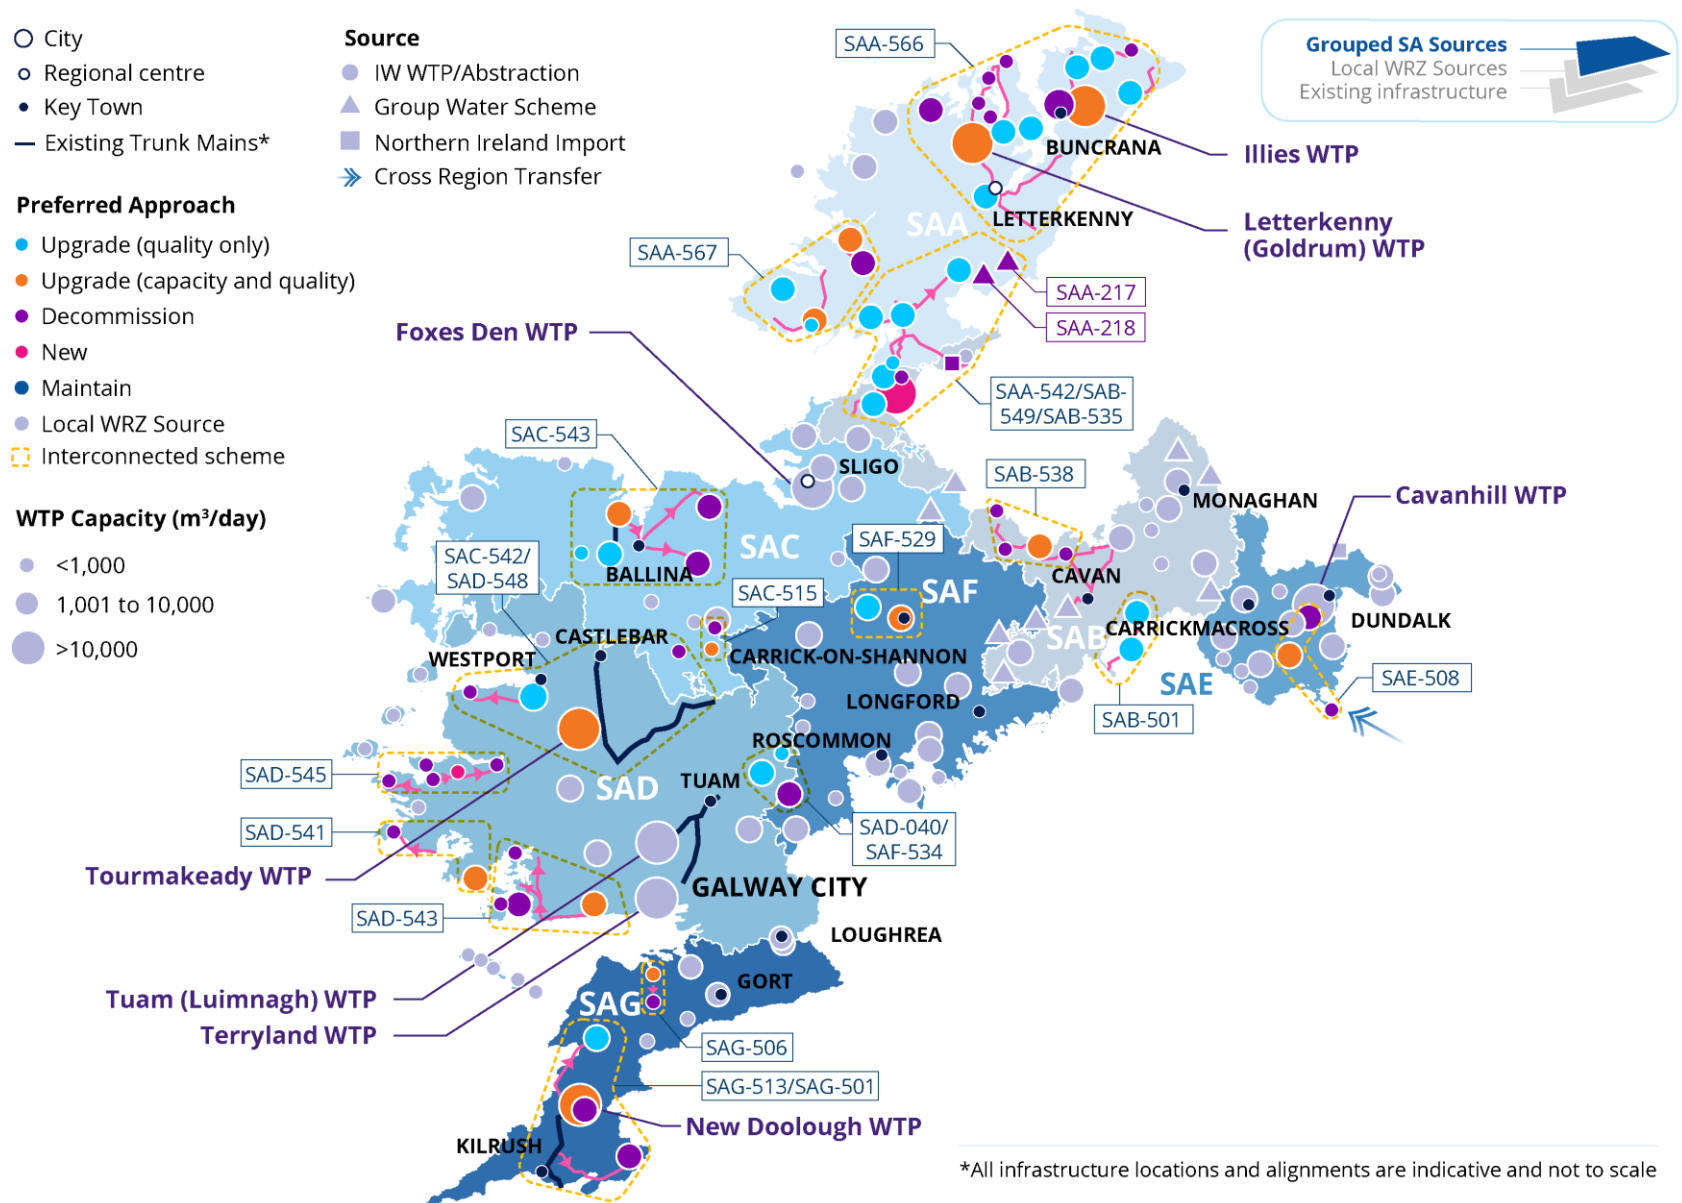 City
Regional centre
Key Town
Existing Trunk Mains*
Source
IW WTP/Abstraction
Group Water Scheme
Northern Ireland Import
Cross Region Transfer
Preferred Approach
Upgrade (quality only)
Upgrade (capacity and quality)
Decommission
New
Maintain
Local WRZ Source
Interconnected scheme
WTP Capacity (m³/day)
<1,000
1,001 to 10,000
>10,000
Grouped SA Sources
Local WRZ Sources
Existing infrastructure
SAA-566
BUNCRANA
Illies WTP
LETTERKENNY
Letterkenny
(Goldrum) WTP
SAA
SAA-567
SAA-217
SAA-218
Foxes Den WTP
SAA-542/SAB-
549/SAB-535
SAC-543
SLIGO
SAB-538
MONAGHAN
Cavanhill WTP
SAC-542/
SAD-548
BALLINA
SAC
SAF-529
SAC-515
SAF
CAVAN
SAB
CARRICKMACROSS
DUNDALK
CASTLEBAR
WESTPORT
CARRICK-ON-SHANNON
LONGFORD
SAE
SAE-508
SAB-501
ROSCOMMON
SAD-545
SAD
TUAM
SAD-541
SAD-040/
SAF-534
Tourmakeady WTP
GALWAY CITY
SAD-543
LOUGHREA
GORT
Tuam (Luimnagh) WTP
SAG
Terryland WTP
SAG-506
SAG-513/SAG-501
New Doolough WTP
KILRUSH
*All infrastructure locations and alignments are indicative and not to scale